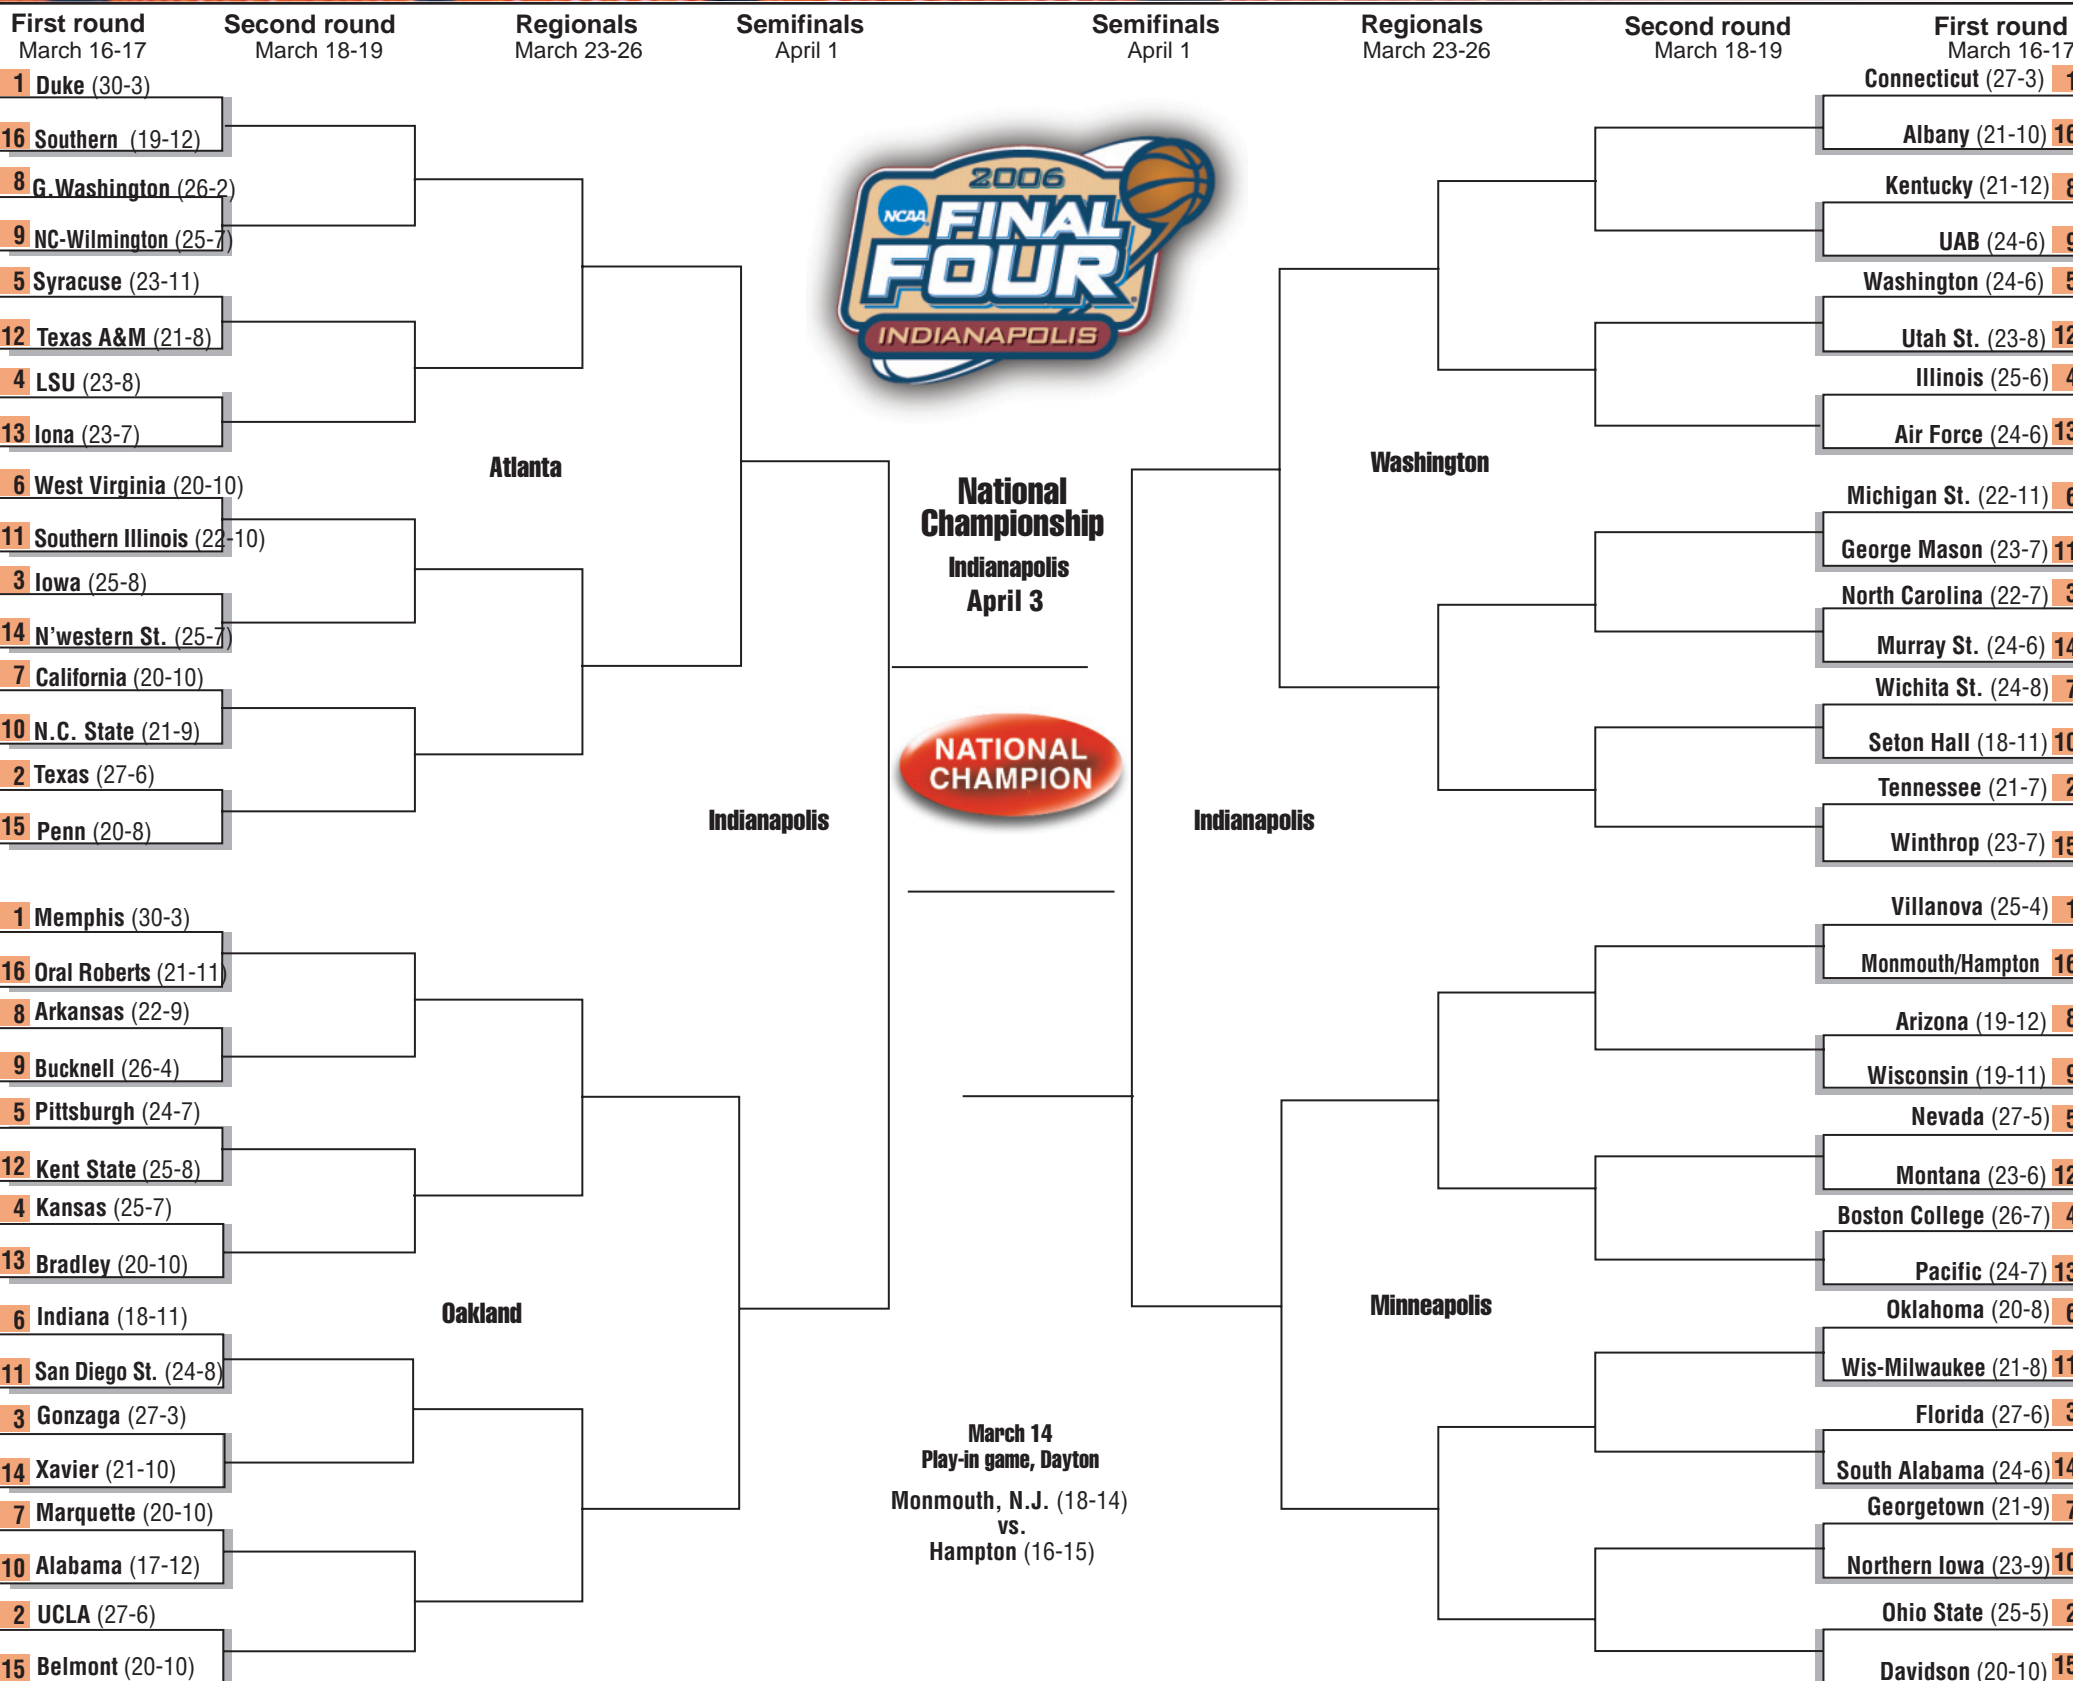 First round
March 16-17
Second round
March 18-19
Regionals
March 23-26
Semifinals
April 1
Semifinals
April 1
Regionals
March 23-26
Second round
March 18-19
First round
March 16-17
1 Duke (30-3)
16 Southern (19-12)
8 G.Washington (26-2)
9 NC-Wilmington (25-7)
5 Syracuse (23-11)
12 Texas A&M (21-8)
4 LSU (23-8)
13 Iona (23-7)
6 West Virginia (20-10)
11 Southern Illinois (22-10)
3 Iowa (25-8)
14 N'western St. (25-7)
7 California (20-10)
10 N.C. State (21-9)
2 Texas (27-6)
15 Penn (20-8)
Atlanta
1 Memphis (30-3)
16 Oral Roberts (21-11)
8 Arkansas (22-9)
9 Bucknell (26-4)
5 Pittsburgh (24-7)
12 Kent State (25-8)
4 Kansas (25-7)
13 Bradley (20-10)
6 Indiana (18-11)
11 San Diego St. (24-8)
3 Gonzaga (27-3)
14 Xavier (21-10)
7 Marquette (20-10)
10 Alabama (17-12)
2 UCLA (27-6)
15 Belmont (20-10)
Oakland
Indianapolis
2006
NCAA
FINAL
FOUR
INDIANAPOLIS
National
Championship
Indianapolis
April 3
NATIONAL
CHAMPION
March 14
Play-in game, Dayton
Monmouth, N.J. (18-14)
vs.
Hampton (16-15)
Indianapolis
Washington
Connecticut (27-3) 1
Albany (21-10) 16
Kentucky (21-12) 8
UAB (24-6) 9
Washington (24-6) 5
Utah St. (23-8) 12
Illinois (25-6) 4
Air Force (24-6) 13
Michigan St. (22-11) 6
George Mason (23-7) 11
North Carolina (22-7) 3
Murray St. (24-6) 14
Wichita St. (24-8) 7
Seton Hall (18-11) 10
Tennessee (21-7) 2
Winthrop (23-7) 15
Minneapolis
Villanova (25-4) 1
Monmouth/Hampton 16
Arizona (19-12) 8
Wisconsin (19-11) 9
Nevada (27-5) 5
Montana (23-6) 12
Boston College (26-7) 4
Pacific (24-7) 13
Oklahoma (20-8) 6
Wis-Milwaukee (21-8) 11
Florida (27-6) 3
South Alabama (24-6) 14
Georgetown (21-9) 7
Northern Iowa (23-9) 10
Ohio State (25-5) 2
Davidson (20-10) 15